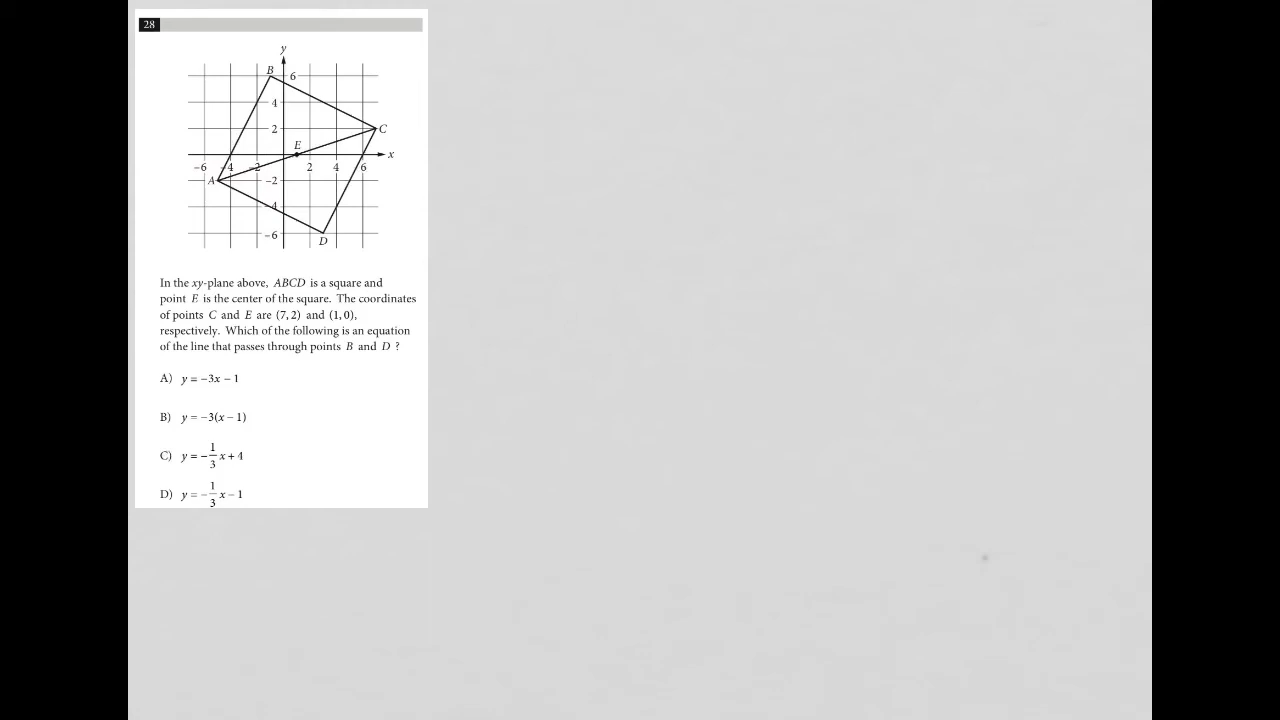 28
y
B
6
4
2
C
E
x
−6
−4
−2
2
4
6
A
−2
−4
−6
D
In the xy-plane above, ABCD is a square and
point E is the center of the square. The coordinates
of points C and E are (7, 2) and (1, 0),
respectively. Which of the following is an equation
of the line that passes through points B and D ?
A) y = −3x − 1
B) y = −3(x − 1)
C) y = −1/3 x + 4
D) y = −1/3 x − 1